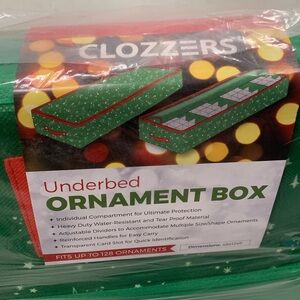 CLOZZERS
Underbed
ORNAMENT BOX
• Individual Compartment for Ultimate Protection
• Heavy Duty Water-Resistant and Tear Proof Material
• Adjustable Dividers to Accommodate Multiple Size/shape Ornaments
• Reinforced Handles for Easy Carry
• Transparent Card Slot for Quick Identification
FITS UP TO 128 ORNAMENTS
Dimensions: